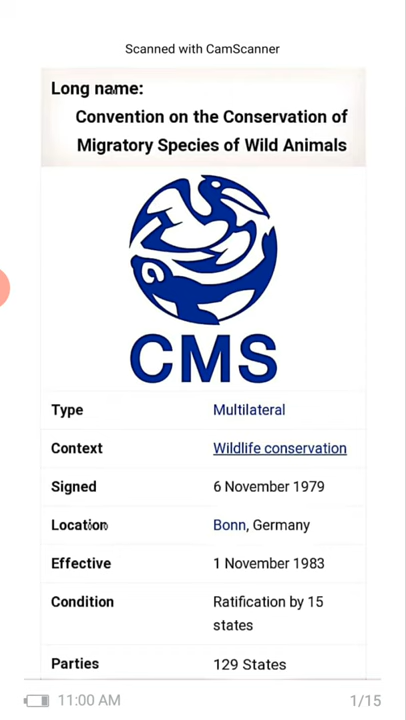 Scanned with CamScanner
Long name:
Convention on the Conservation of
Migratory Species of Wild Animals
CMS
Type Multilateral
Context Wildlife conservation
Signed 6 November 1979
Location Bonn, Germany
Effective 1 November 1983
Condition Ratification by 15
states
Parties 129 States
11:00 AM 1/15